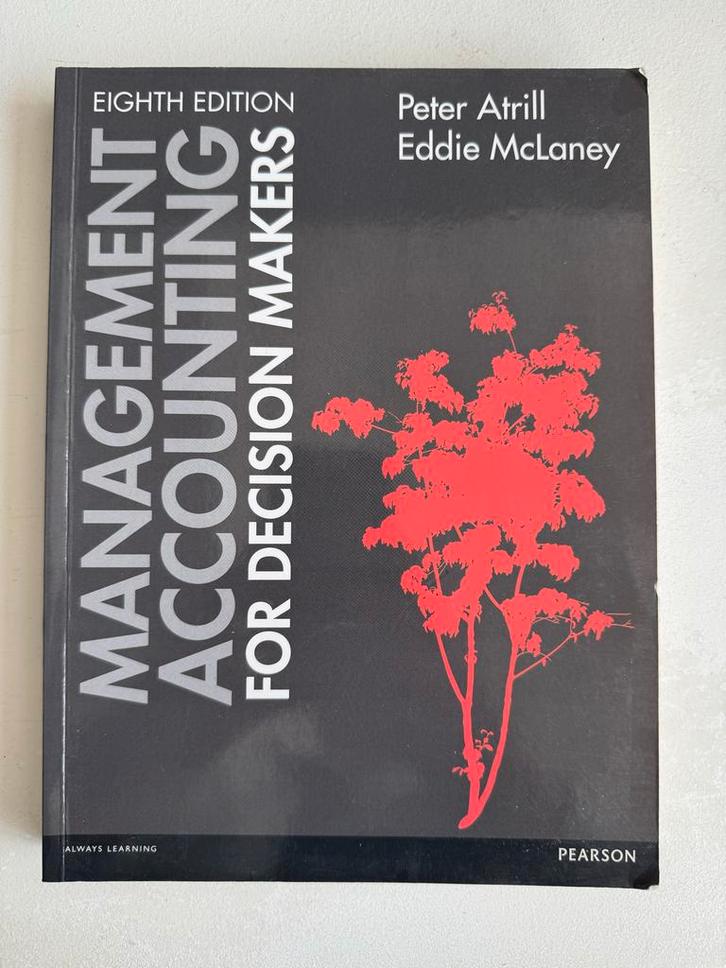 EIGHTH EDITION
MANAGEMENT
ACCOUNTING
FOR DECISION MAKERS
Peter Atrill
Eddie McLaney
ALWAYS LEARNING
PEARSON